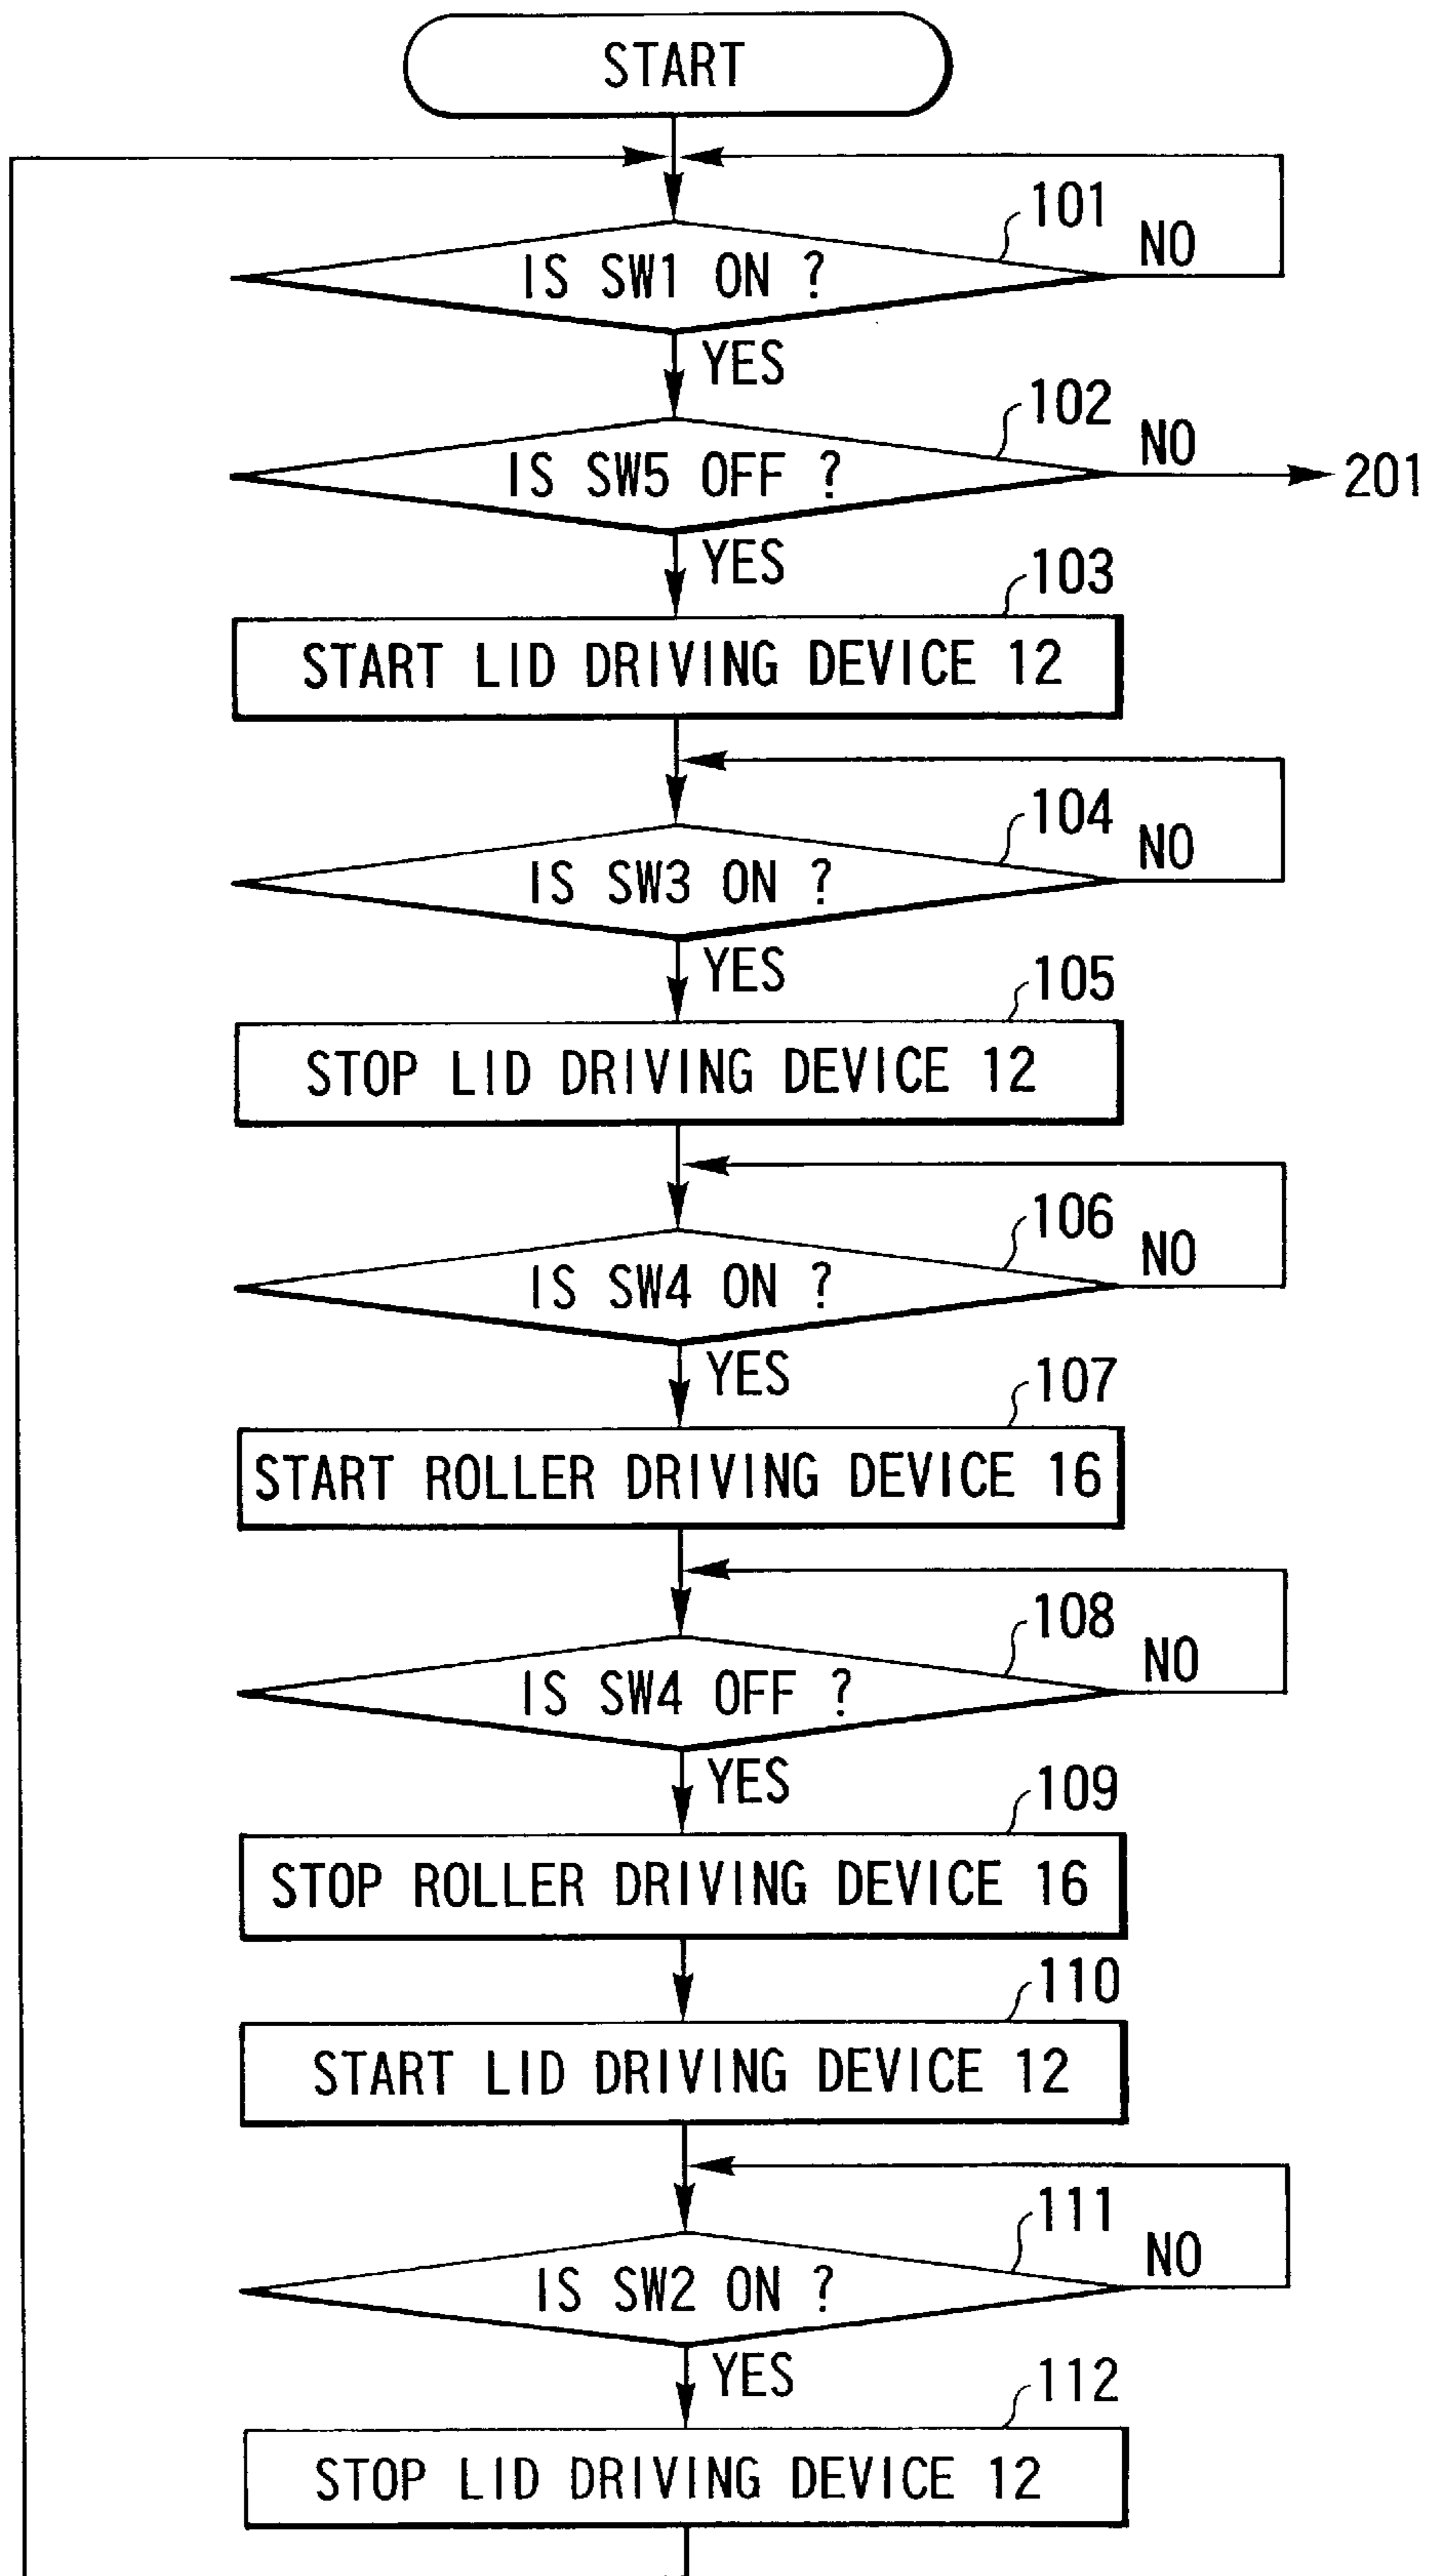 START
101
NO
IS SW1 ON ?
YES
102
NO
IS SW5 OFF ?
201
YES
103
START LID DRIVING DEVICE 12
104
NO
IS SW3 ON ?
YES
105
STOP LID DRIVING DEVICE 12
106
NO
IS SW4 ON ?
YES
107
START ROLLER DRIVING DEVICE 16
108
NO
IS SW4 OFF ?
YES
109
STOP ROLLER DRIVING DEVICE 16
110
START LID DRIVING DEVICE 12
111
NO
IS SW2 ON ?
YES
112
STOP LID DRIVING DEVICE 12